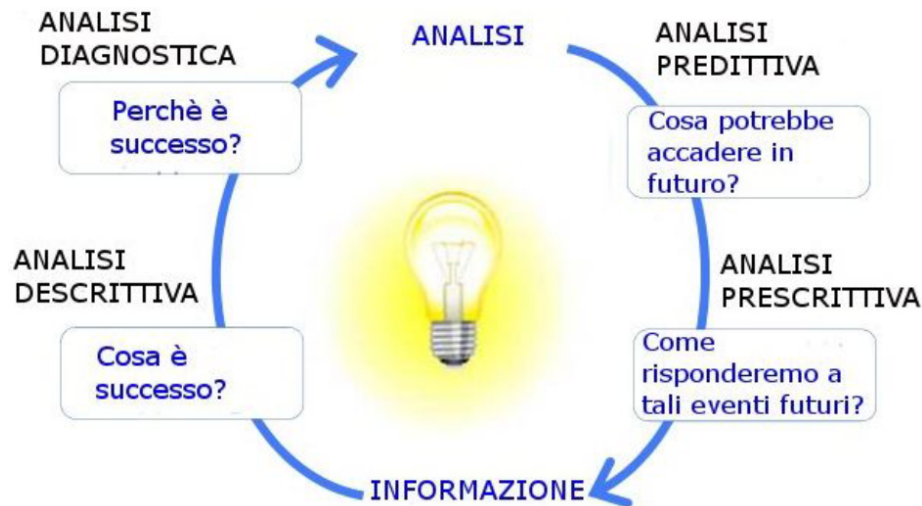 ANALISI
DIAGNOSTICA
Perchè è
successo?
ANALISI
ANALISI
PREDITTIVA
Cosa potrebbe
accadere in
futuro?
ANALISI
DESCRITTIVA
Cosa è
successo?
ANALISI
PRESCRITTIVA
Come
risponderemo a
tali eventi futuri?
INFORMAZIONE